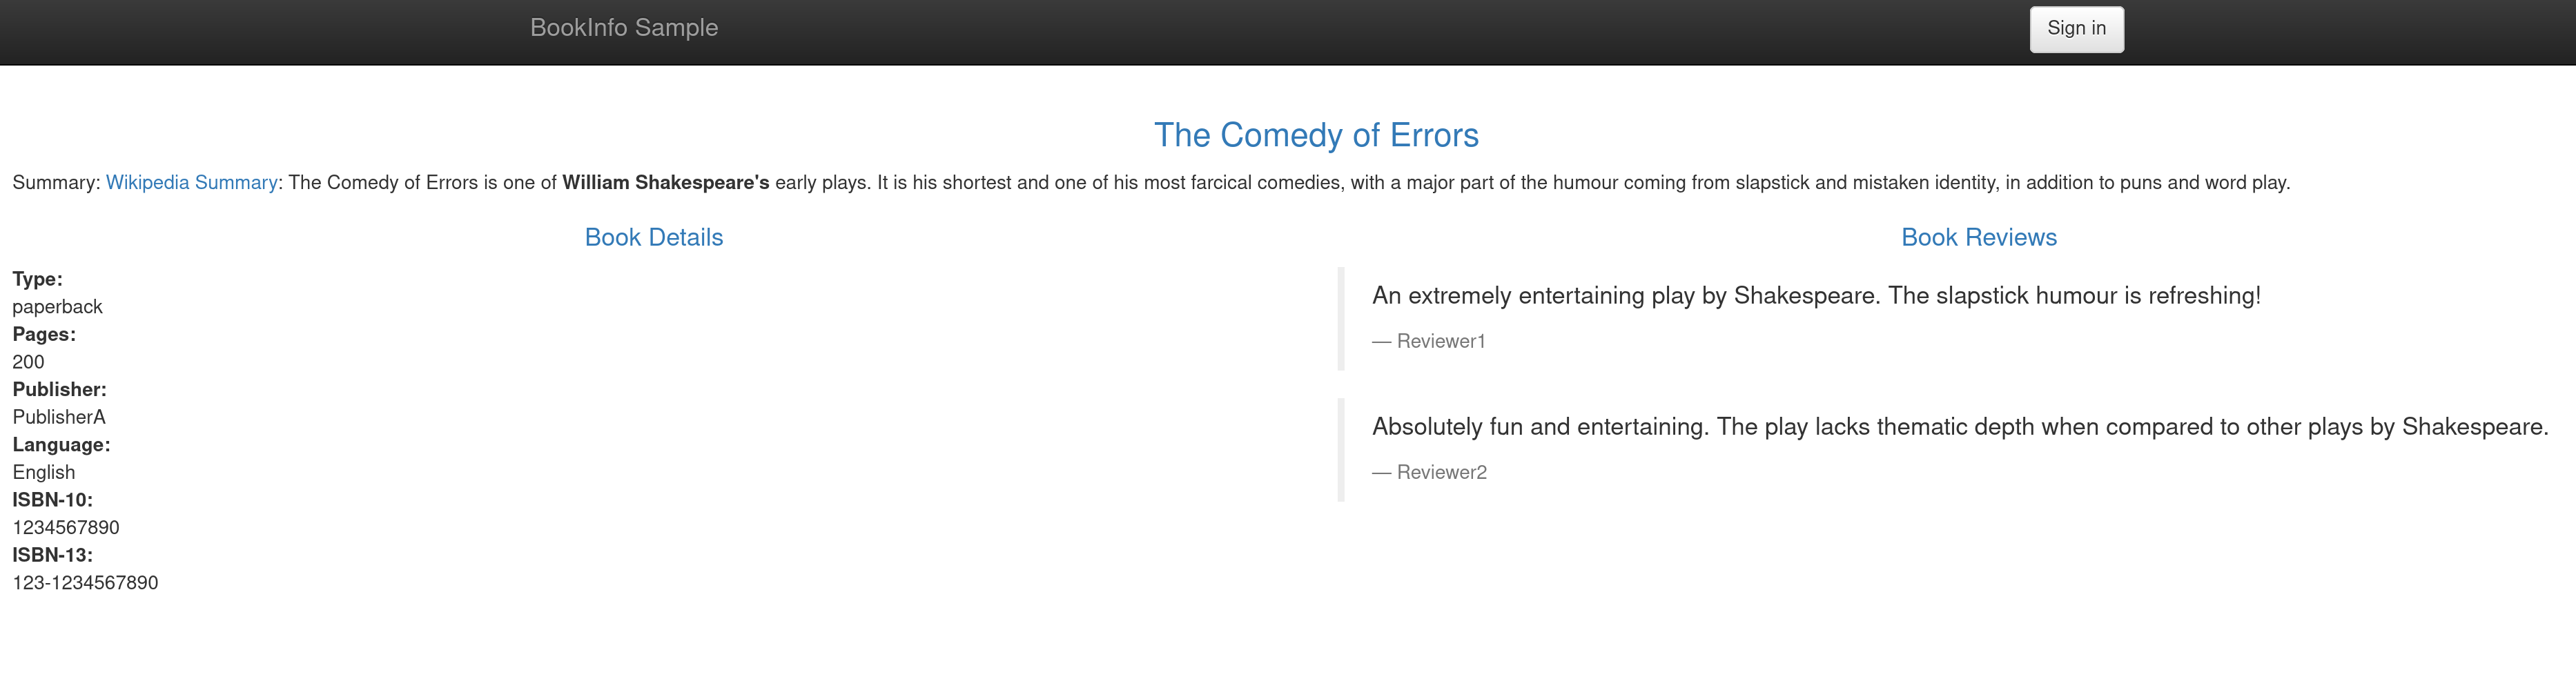 BookInfo Sample
Sign in
The Comedy of Errors
Summary: Wikipedia Summary: The Comedy of Errors is one of William Shakespeare's early plays. It is his shortest and one of his most farcical comedies, with a major part of the humour coming from slapstick and mistaken identity, in addition to puns and word play.
Book Details
Type:
paperback
Pages:
200
Publisher:
PublisherA
Language:
English
ISBN-10:
1234567890
ISBN-13:
123-1234567890
Book Reviews
An extremely entertaining play by Shakespeare. The slapstick humour is refreshing!
— Reviewer1
Absolutely fun and entertaining. The play lacks thematic depth when compared to other plays by Shakespeare.
— Reviewer2